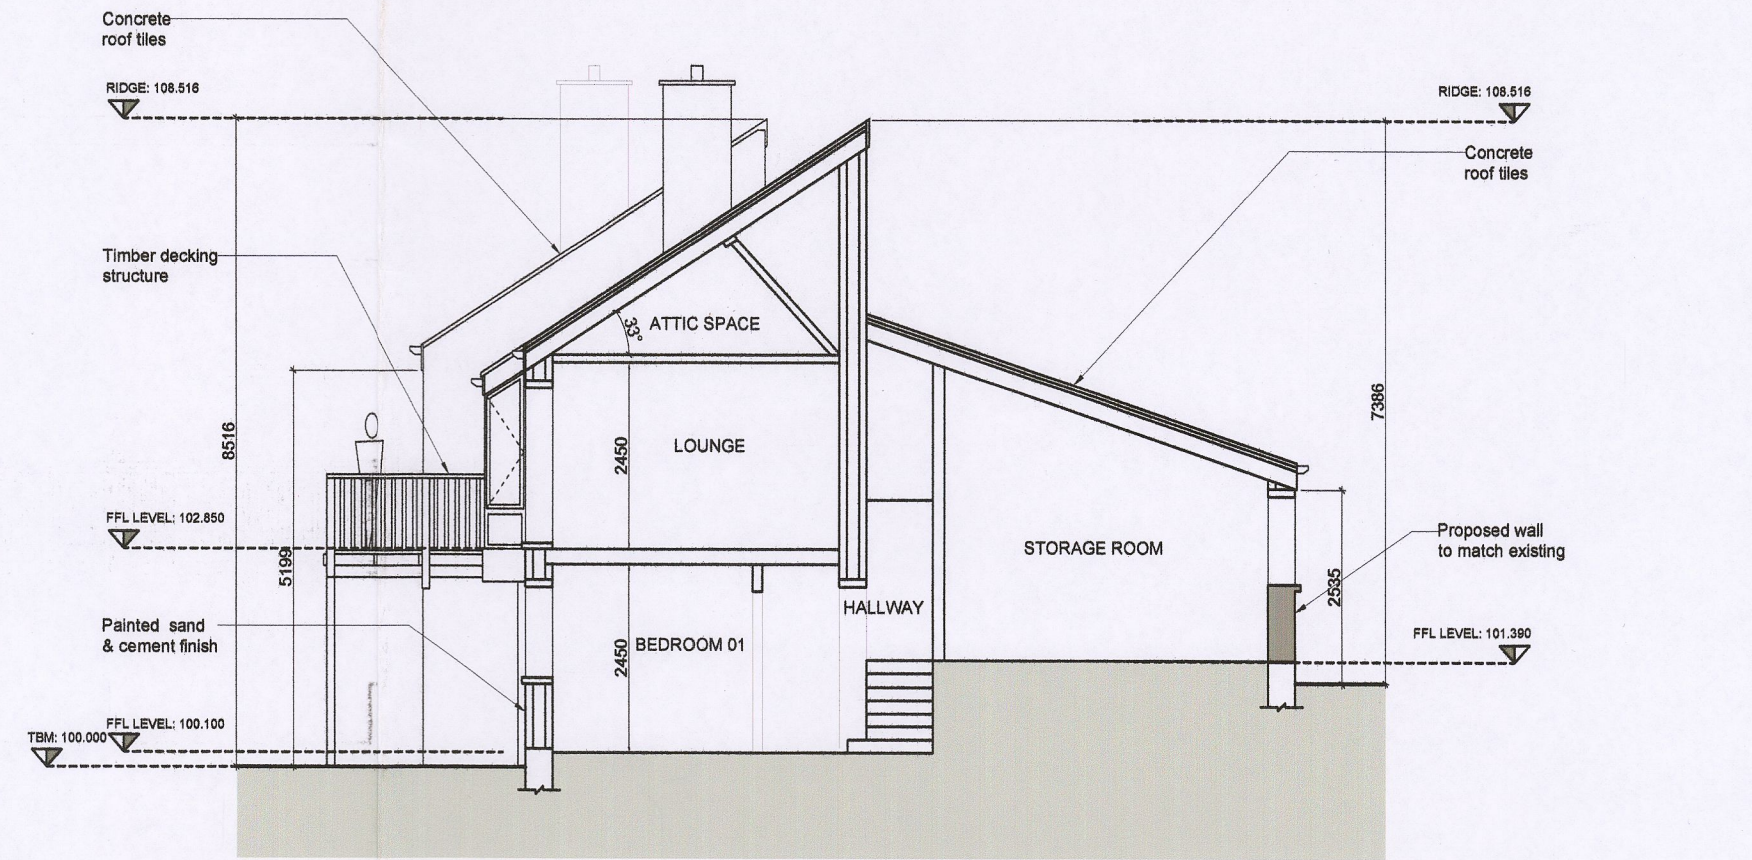 Concrete
roof tiles
RIDGE: 108.516
RIDGE: 108.516
Concrete
roof tiles
Timber decking
structure
33°
ATTIC SPACE
8516
7386
2450
LOUNGE
FFL LEVEL: 102.850
5199
STORAGE ROOM
Proposed wall
to match existing
2535
HALLWAY
Painted sand
& cement finish
2450
BEDROOM 01
FFL LEVEL: 101.390
FFL LEVEL: 100.100
TBM: 100.000